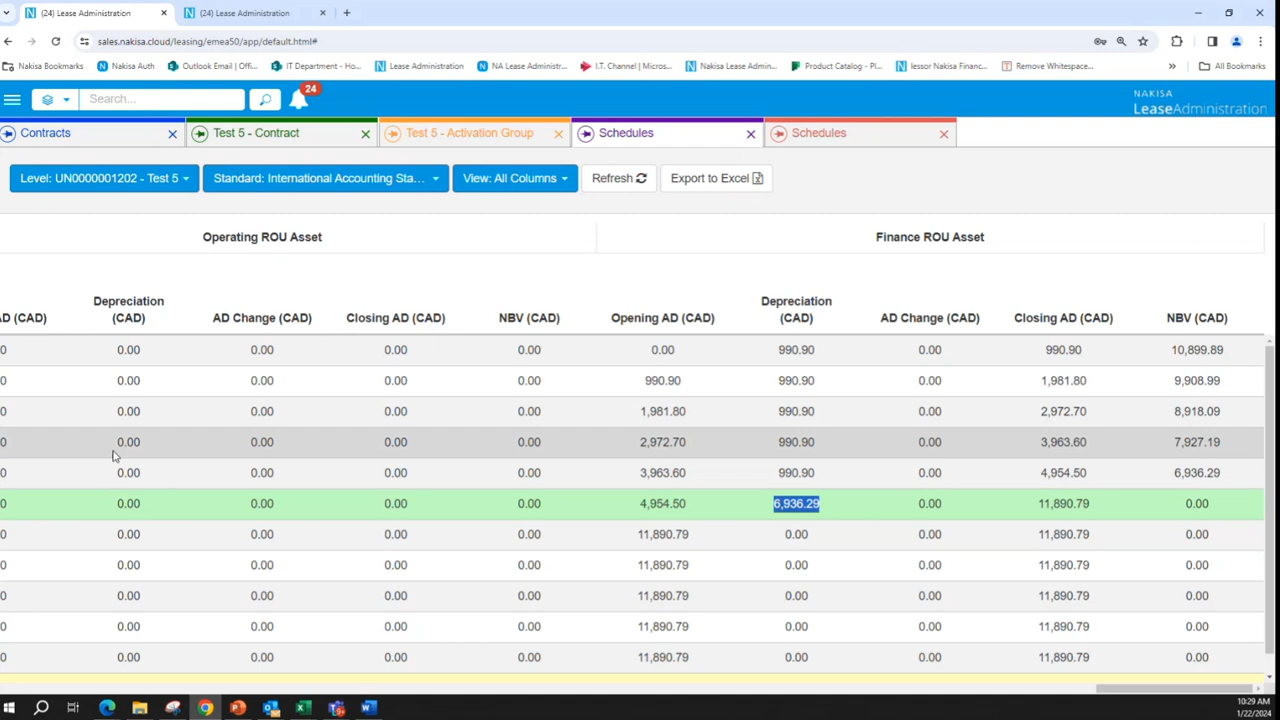 (24) Lease Administration
(24) Lease Administration
sales.nakisa.cloud/leasing/emea50/app/default.html#
Nakisa Bookmarks Nakisa Auth Outlook Email | Offi... IT Department - Ho... Lease Administration NA Lease Administr... I.T. Channel | Micros... Nakisa Lease Admin... Product Catalog - Pl... lessor Nakisa Financ... Remove Whitespace... » All Bookmarks
Search... 24
NAKISA
LeaseAdministration
Contracts Test 5 - Contract Test 5 - Activation Group Schedules Schedules
Level: UN0000001202 - Test 5 Standard: International Accounting Sta... View: All Columns Refresh Export to Excel
Operating ROU Asset Finance ROU Asset
Depreciation Depreciation
AD (CAD) (CAD) AD Change (CAD) Closing AD (CAD) NBV (CAD) Opening AD (CAD) (CAD) AD Change (CAD) Closing AD (CAD) NBV (CAD)
0 0.00 0.00 0.00 0.00 0.00 990.90 0.00 990.90 10,899.89
0 0.00 0.00 0.00 0.00 990.90 990.90 0.00 1,981.80 9,908.99
0 0.00 0.00 0.00 0.00 1,981.80 990.90 0.00 2,972.70 8,918.09
0 0.00 0.00 0.00 0.00 2,972.70 990.90 0.00 3,963.60 7,927.19
0 0.00 0.00 0.00 0.00 3,963.60 990.90 0.00 4,954.50 6,936.29
0 0.00 0.00 0.00 0.00 4,954.50 6,936.29 0.00 11,890.79 0.00
0 0.00 0.00 0.00 0.00 11,890.79 0.00 0.00 11,890.79 0.00
0 0.00 0.00 0.00 0.00 11,890.79 0.00 0.00 11,890.79 0.00
0 0.00 0.00 0.00 0.00 11,890.79 0.00 0.00 11,890.79 0.00
0 0.00 0.00 0.00 0.00 11,890.79 0.00 0.00 11,890.79 0.00
0 0.00 0.00 0.00 0.00 11,890.79 0.00 0.00 11,890.79 0.00
10:29 AM
1/22/2024